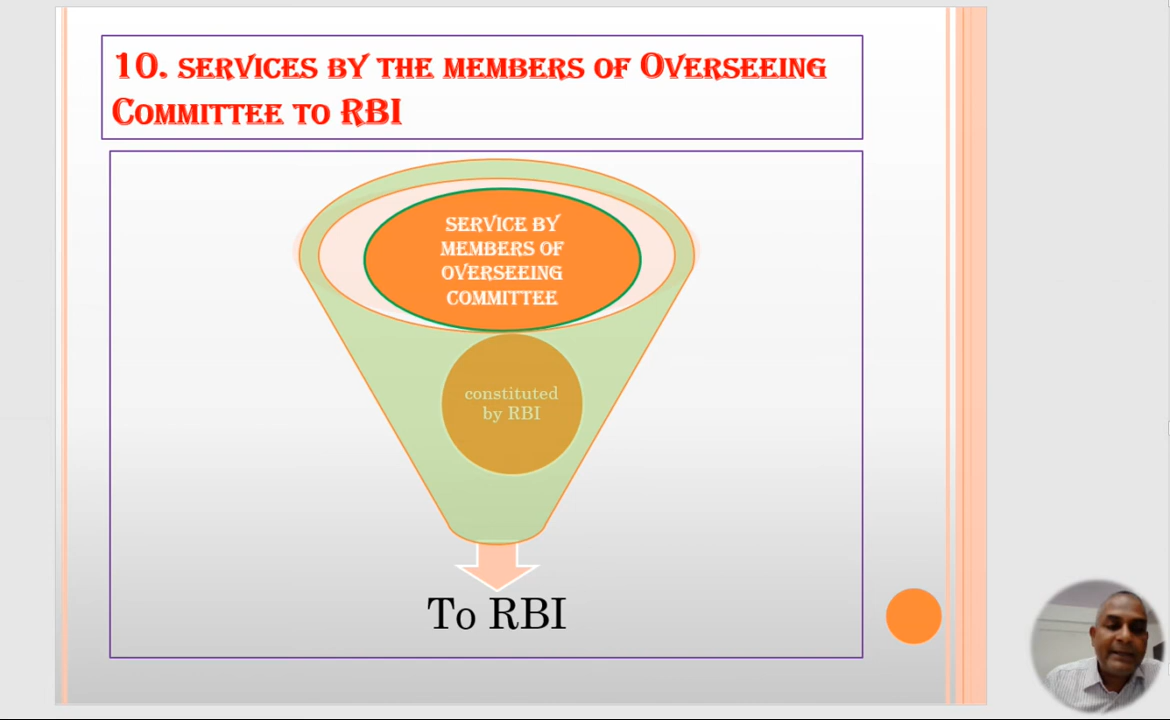 10. SERVICES BY THE MEMBERS OF OVERSEEING
COMMITTEE TO RBI
SERVICE BY
MEMBERS OF
OVERSEEING
COMMITTEE
constituted
by RBI
To RBI